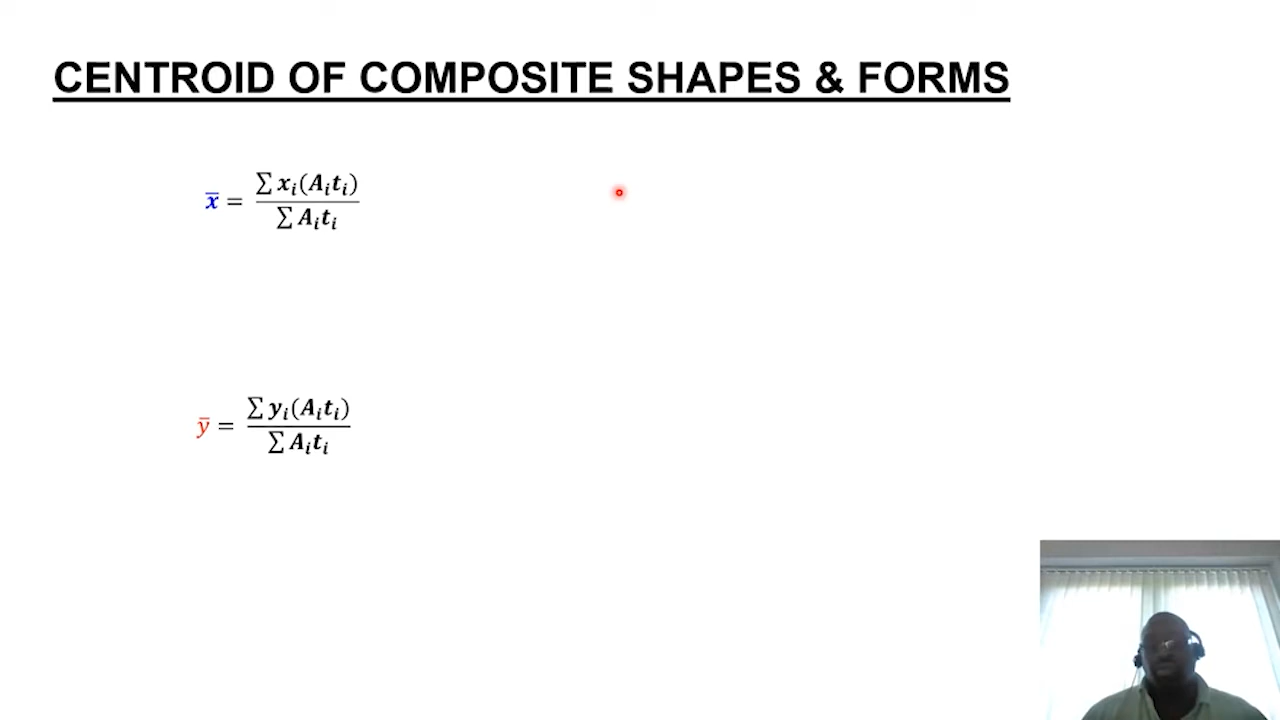 CENTROID OF COMPOSITE SHAPES & FORMS
x̄ = ∑ xᵢ(Aᵢtᵢ) / ∑ Aᵢtᵢ
ȳ = ∑ yᵢ(Aᵢtᵢ) / ∑ Aᵢtᵢ